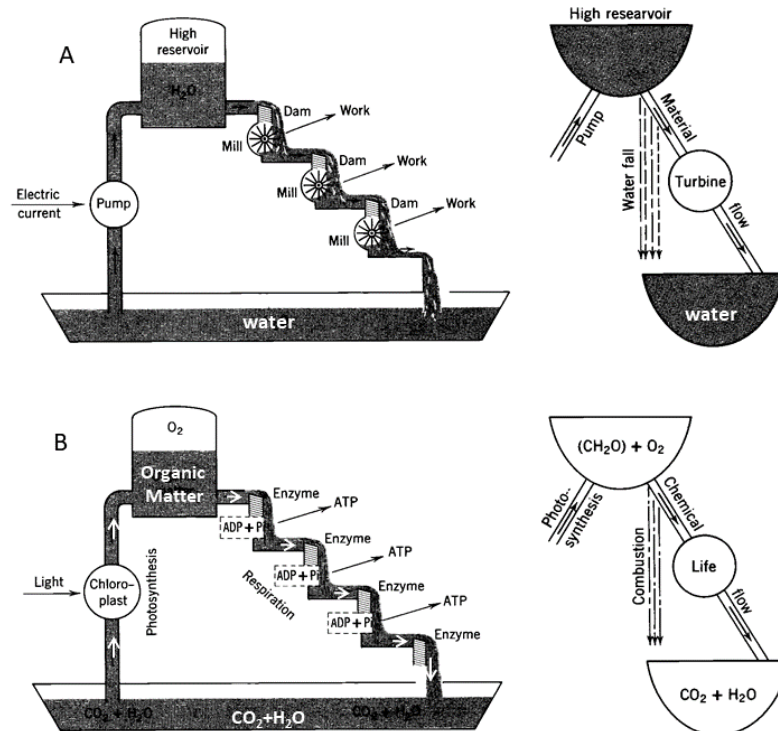 A
High
reservoir
H₂O
Dam
Work
Mill
Dam
Work
Mill
Dam
Work
Mill
Electric
current
Pump
water
High researvoir
Pump
Material
Water fall
Turbine
flow
water
B
O₂
Organic
Matter
Enzyme
ATP
ADP + Pi
Enzyme
ATP
ADP + Pi
Enzyme
ATP
ADP + Pi
Enzyme
Respiration
Light
Chloro-
plast
Photosynthesis
CO₂ + H₂O
CO₂+H₂O
CO₂ + H₂O
(CH₂O) + O₂
Photo--
synthesis
Chemical
Combustion
Life
flow
CO₂ + H₂O